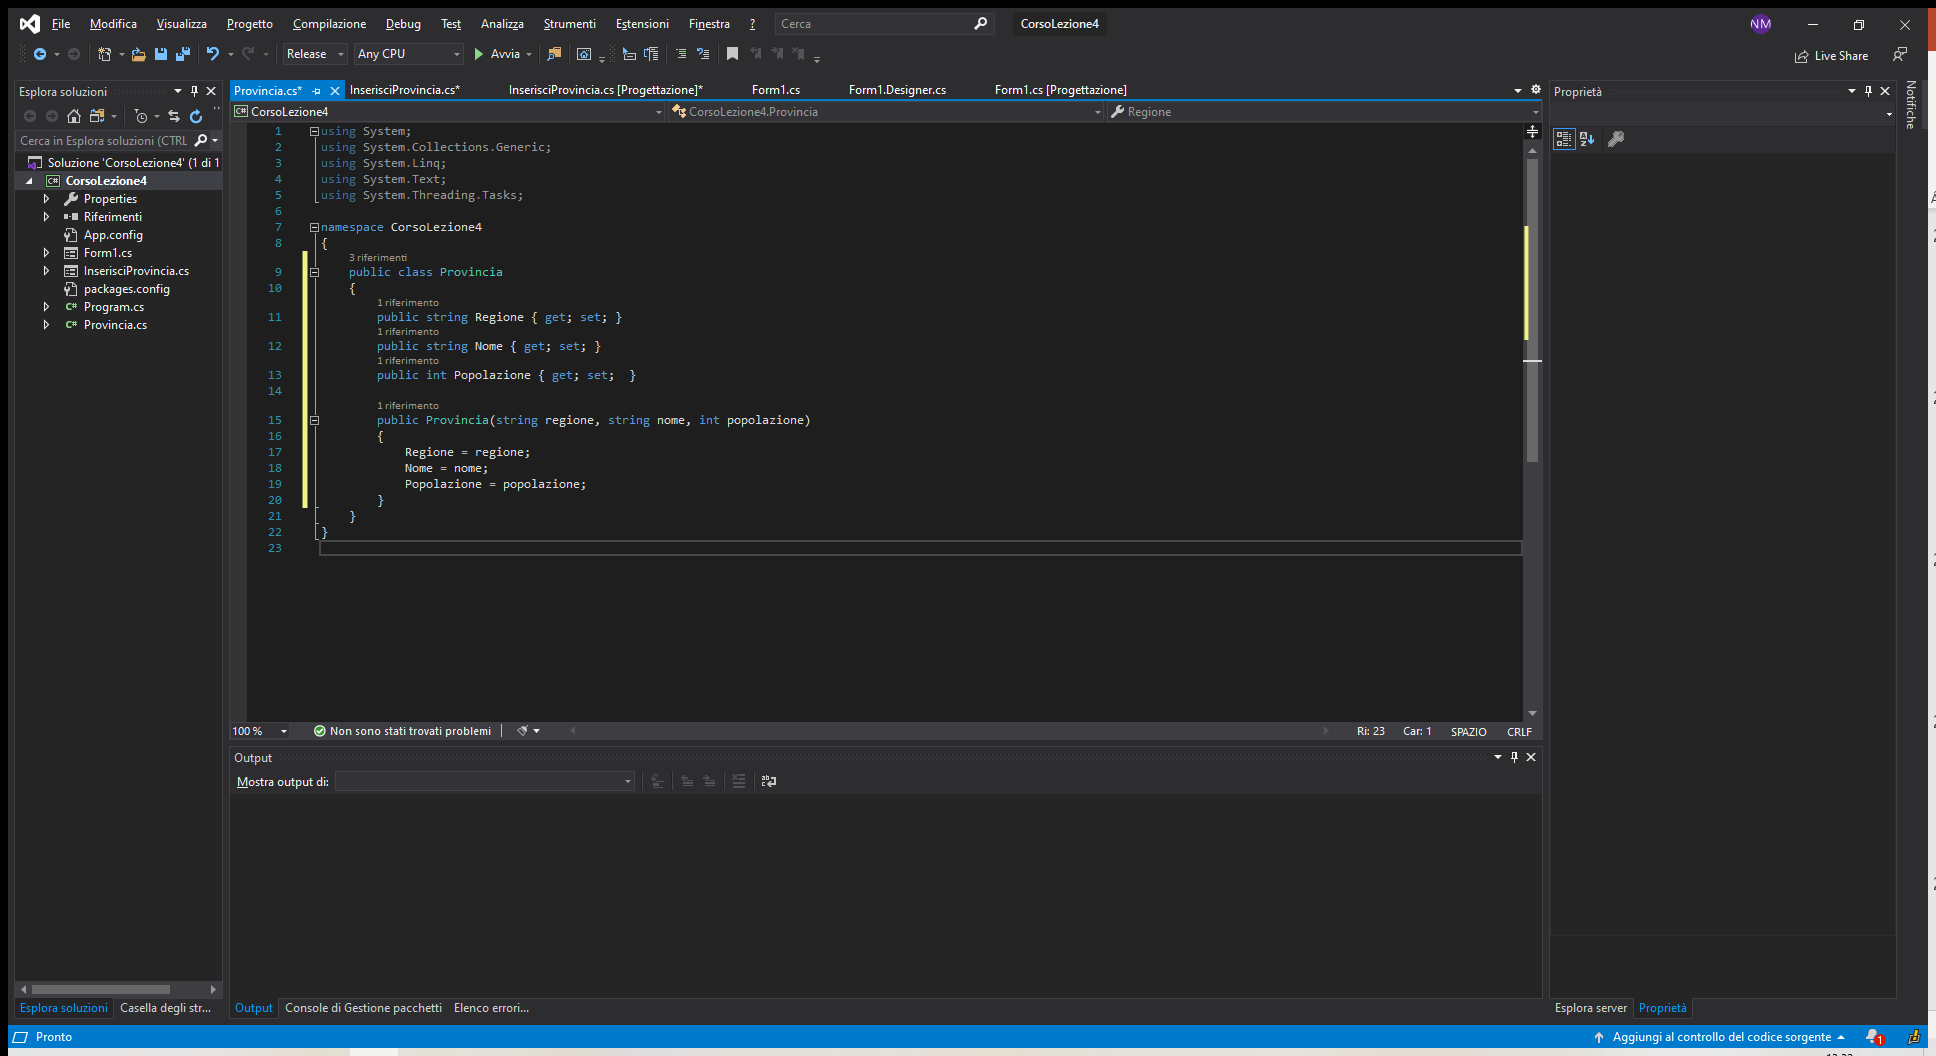 File Modifica Visualizza Progetto Compilazione Debug Test Analizza Strumenti Estensioni Finestra ? Cerca CorsoLezione4 NM
Release Any CPU Avvia Live Share
Esplora soluzioni
Cerca in Esplora soluzioni (CTRL
Soluzione 'CorsoLezione4' (1 di 1
CorsoLezione4
Properties
Riferimenti
App.config
Form1.cs
InserisciProvincia.cs
packages.config
Program.cs
Provincia.cs
Esplora soluzioni Casella degli str...
Provincia.cs* InserisciProvincia.cs* InserisciProvincia.cs [Progettazione]* Form1.cs Form1.Designer.cs Form1.cs [Progettazione]
CorsoLezione4 CorsoLezione4.Provincia Regione
1 using System;
2 using System.Collections.Generic;
3 using System.Linq;
4 using System.Text;
5 using System.Threading.Tasks;
6
7 namespace CorsoLezione4
8 {
3 riferimenti
9 public class Provincia
10 {
1 riferimento
11 public string Regione { get; set; }
1 riferimento
12 public string Nome { get; set; }
1 riferimento
13 public int Popolazione { get; set;  }
14
1 riferimento
15 public Provincia(string regione, string nome, int popolazione)
16 {
17 Regione = regione;
18 Nome = nome;
19 Popolazione = popolazione;
20 }
21 }
22 }
23
100 % Non sono stati trovati problemi Ri: 23 Car: 1 SPAZIO CRLF
Output
Mostra output di:
Output Console di Gestione pacchetti Elenco errori...
Proprietà
Notifiche
Esplora server Proprietà
Pronto Aggiungi al controllo del codice sorgente 1